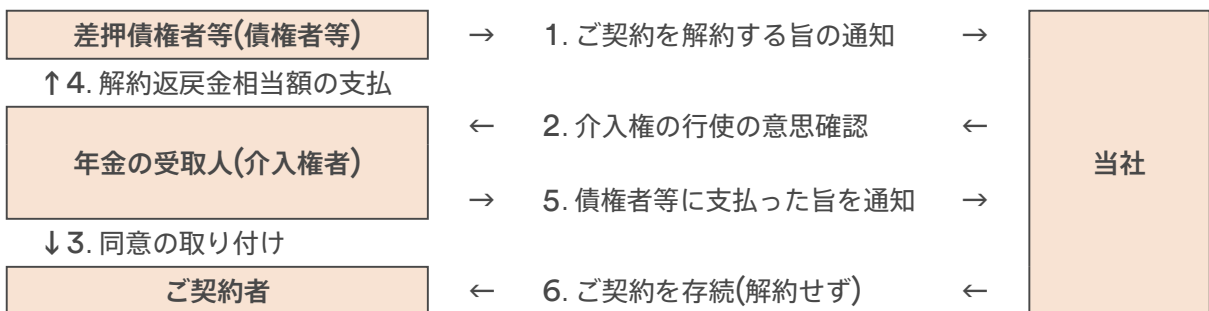 差押債権者等(債権者等) → 1. ご契約を解約する旨の通知 →
↑4. 解約返戻金相当額の支払
← 2. 介入権の行使の意思確認 ←
年金の受取人(介入権者) 当社
→ 5. 債権者等に支払った旨を通知 →
↓3. 同意の取り付け
ご契約者 ← 6. ご契約を存続(解約せず) ←